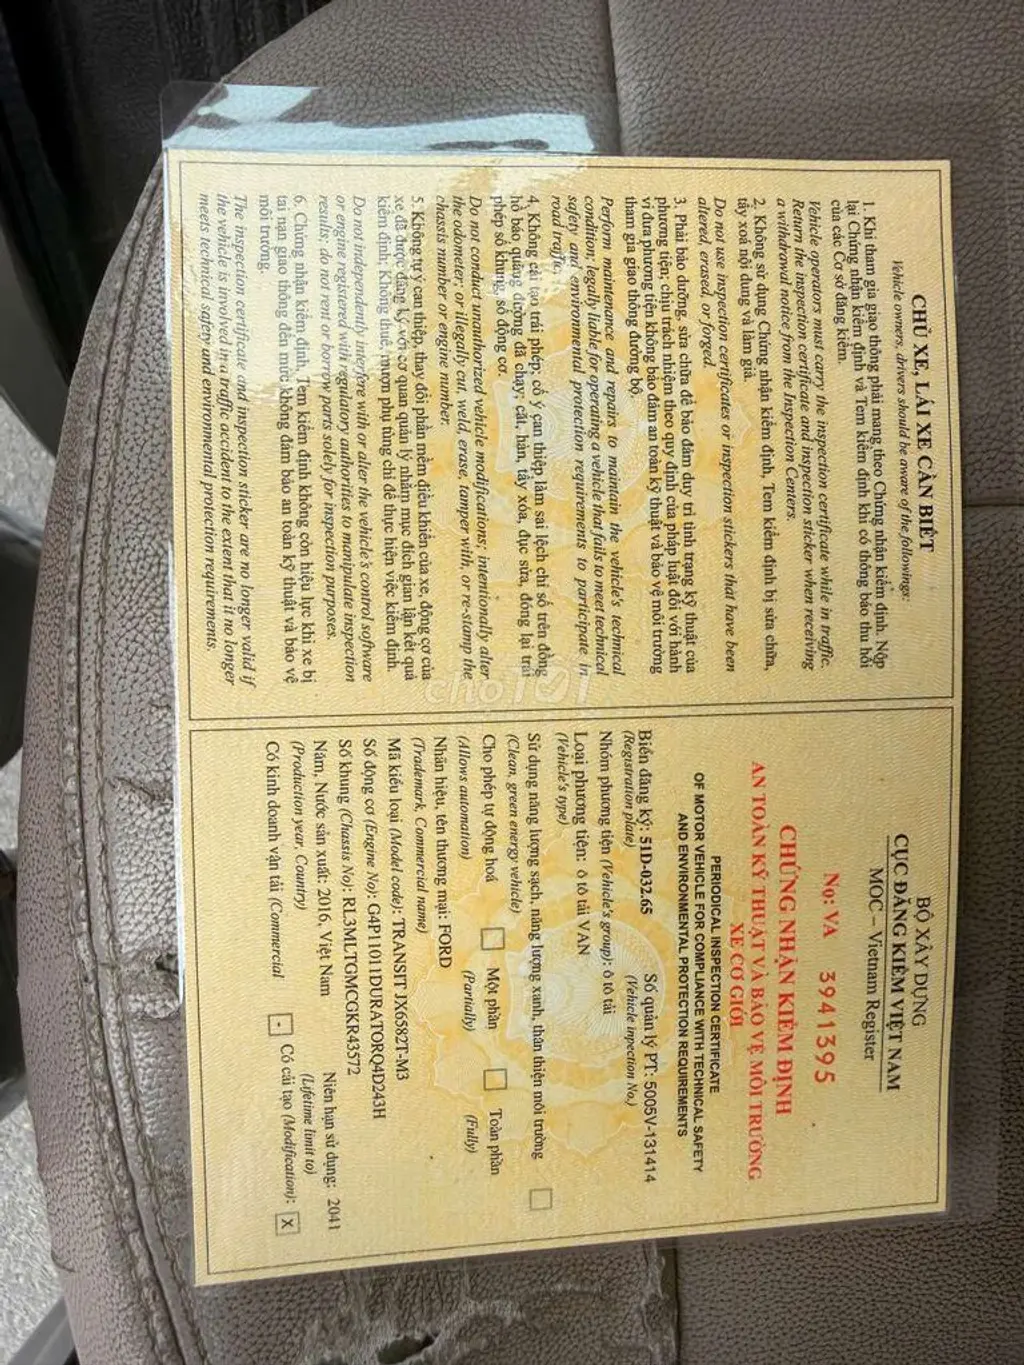 CHỦ XE, LÁI XE CẦN BIẾT
Vehicle owners, drivers should be aware of the followings:
1. Khi tham gia giao thông phải mang theo Chứng nhận kiểm định. Nộp
lại Chứng nhận kiểm định và Tem kiểm định khi có thông báo thu hồi
của các Cơ sở đăng kiểm.
Vehicle operators must carry the inspection certificate while in traffic.
Return the inspection certificate and inspection sticker when receiving
a withdrawal notice from the Inspection Centers.
2. Không sử dụng Chứng nhận kiểm định, Tem kiểm định bị sửa chữa,
tẩy xoá nội dung và làm giả.
Do not use inspection certificates or inspection stickers that have been
altered, erased, or forged.
3. Phải bảo dưỡng, sửa chữa để bảo đảm duy trì tình trạng kỹ thuật của
phương tiện; chịu trách nhiệm theo quy định của pháp luật đối với hành
vi đưa phương tiện không bảo đảm an toàn kỹ thuật và bảo vệ môi trường
tham gia giao thông đường bộ.
Perform maintenance and repairs to maintain the vehicle's technical
condition; legally liable for operating a vehicle that fails to meet technical
safety and environmental protection requirements to participate in
road traffic.
4. Không cải tạo trái phép; cố ý can thiệp làm sai lệch chỉ số trên đồng
hồ báo quãng đường đã chạy; cắt, hàn, tẩy xóa, đục sửa, đóng lại trái
phép số khung, số động cơ.
Do not conduct unauthorized vehicle modifications; intentionally alter
the odometer; or illegally cut, weld, erase, tamper with, or re-stamp the
chassis number or engine number.
5. Không tự ý can thiệp, thay đổi phần mềm điều khiển của xe, động cơ của
xe đã được đăng ký với cơ quan quản lý nhằm mục đích gian lận kết quả
kiểm định; Không thuê, mượn phụ tùng chỉ để thực hiện việc kiểm định.
Do not independently interfere with or alter the vehicle's control software
or engine registered with regulatory authorities to manipulate inspection
results; do not rent or borrow parts solely for inspection purposes.
6. Chứng nhận kiểm định, Tem kiểm định không còn hiệu lực khi xe bị
tai nạn giao thông đến mức không đảm bảo an toàn kỹ thuật và bảo vệ
môi trường.
The inspection certificate and inspection sticker are no longer valid if
the vehicle is involved in a traffic accident to the extent that it no longer
meets technical safety and environmental protection requirements.
BỘ XÂY DỰNG
CỤC ĐĂNG KIỂM VIỆT NAM
MOC – Vietnam Register
No: VA 3941395
CHỨNG NHẬN KIỂM ĐỊNH
AN TOÀN KỸ THUẬT VÀ BẢO VỆ MÔI TRƯỜNG
XE CƠ GIỚI
PERIODICAL INSPECTION CERTIFICATE
OF MOTOR VEHICLE FOR COMPLIANCE WITH TECHNICAL SAFETY
AND ENVIRONMENTAL PROTECTION REQUIREMENTS
Biển đăng ký: 51D-032.65 Số quản lý PT: 5005V-131414
(Registration plate) (Vehicle inpection No.)
Nhóm phương tiện (Vehicle's group): ô tô tải
Loại phương tiện: ô tô tải VAN
(Vehicle's type)
Sử dụng năng lượng sạch, năng lượng xanh, thân thiện môi trường
(Clean, green energy vehicle)
Cho phép tự động hoá Một phần Toàn phần
(Allows automation) (Partially) (Fully)
Nhãn hiệu, tên thương mại: FORD
(Trademark, Commercial name)
Mã kiểu loại (Model code): TRANSIT JX6582T-M3
Số động cơ (Engine No): G4P11011DURATORQ4D243H
Số khung (Chassis No): RL3MLTGMCCGKR43572
Năm, Nước sản xuất: 2016, Việt Nam Niên hạn sử dụng: 2041
(Production year, Country) (Lifetime limit to)
Có kinh doanh vận tải (Commercial - Có cải tạo (Modification): X
choTỐT